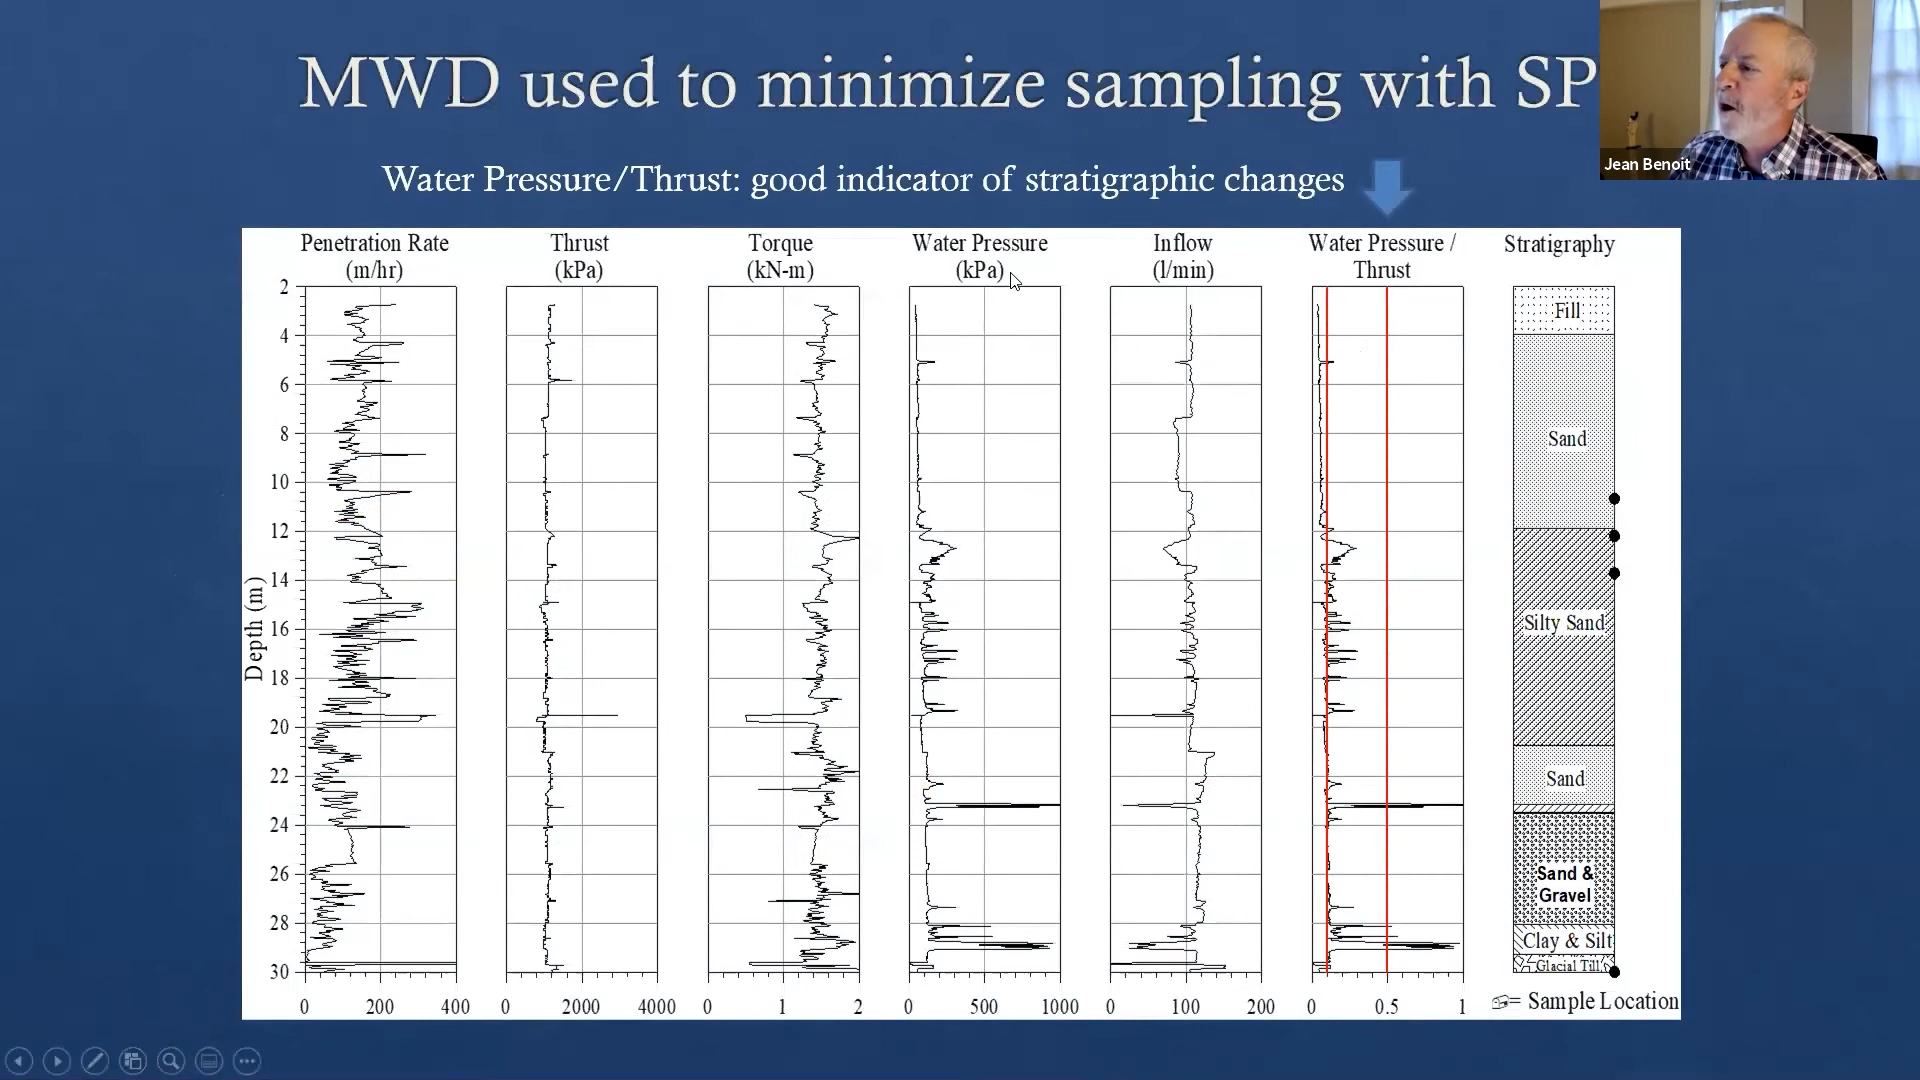 MWD used to minimize sampling with SP
Jean Benoit
Water Pressure/Thrust: good indicator of stratigraphic changes
Penetration Rate
(m/hr)
Thrust
(kPa)
Torque
(kN-m)
Water Pressure
(kPa)
Inflow
(l/min)
Water Pressure /
Thrust
Stratigraphy
Depth (m)
2
4
6
8
10
12
14
16
18
20
22
24
26
28
30
Fill
Sand
Silty Sand
Sand
Sand &
Gravel
Clay & Silt
Glacial Till
0 200 400
0 2000 4000
0 1 2
0 500 1000
0 100 200
0 0.5 1
= Sample Location